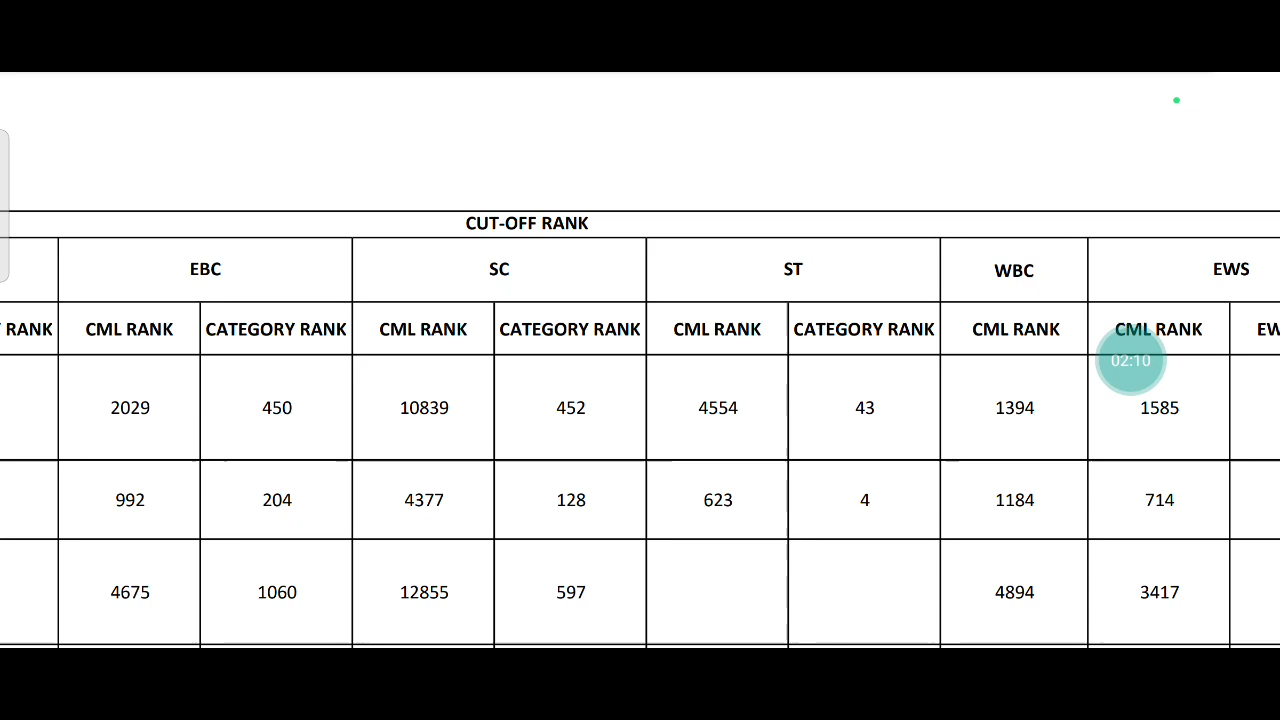 CUT-OFF RANK
EBC SC ST WBC EWS
RANK CML RANK CATEGORY RANK CML RANK CATEGORY RANK CML RANK CATEGORY RANK CML RANK CML RANK EW
02:10
2029 450 10839 452 4554 43 1394 1585
992 204 4377 128 623 4 1184 714
4675 1060 12855 597 4894 3417